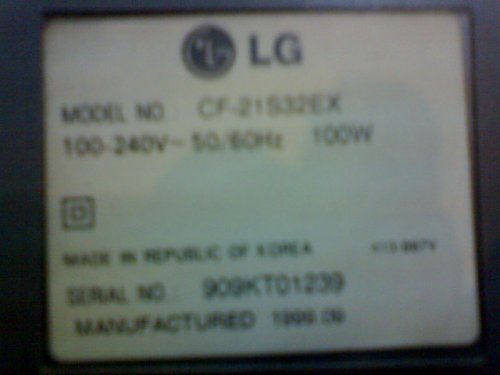 LG
MODEL NO. CF-21S32EX
100-240V~ 50/60Hz 100W
MADE IN REPUBLIC OF KOREA
SERIAL NO. 909KT01239
MANUFACTURED 1999.09